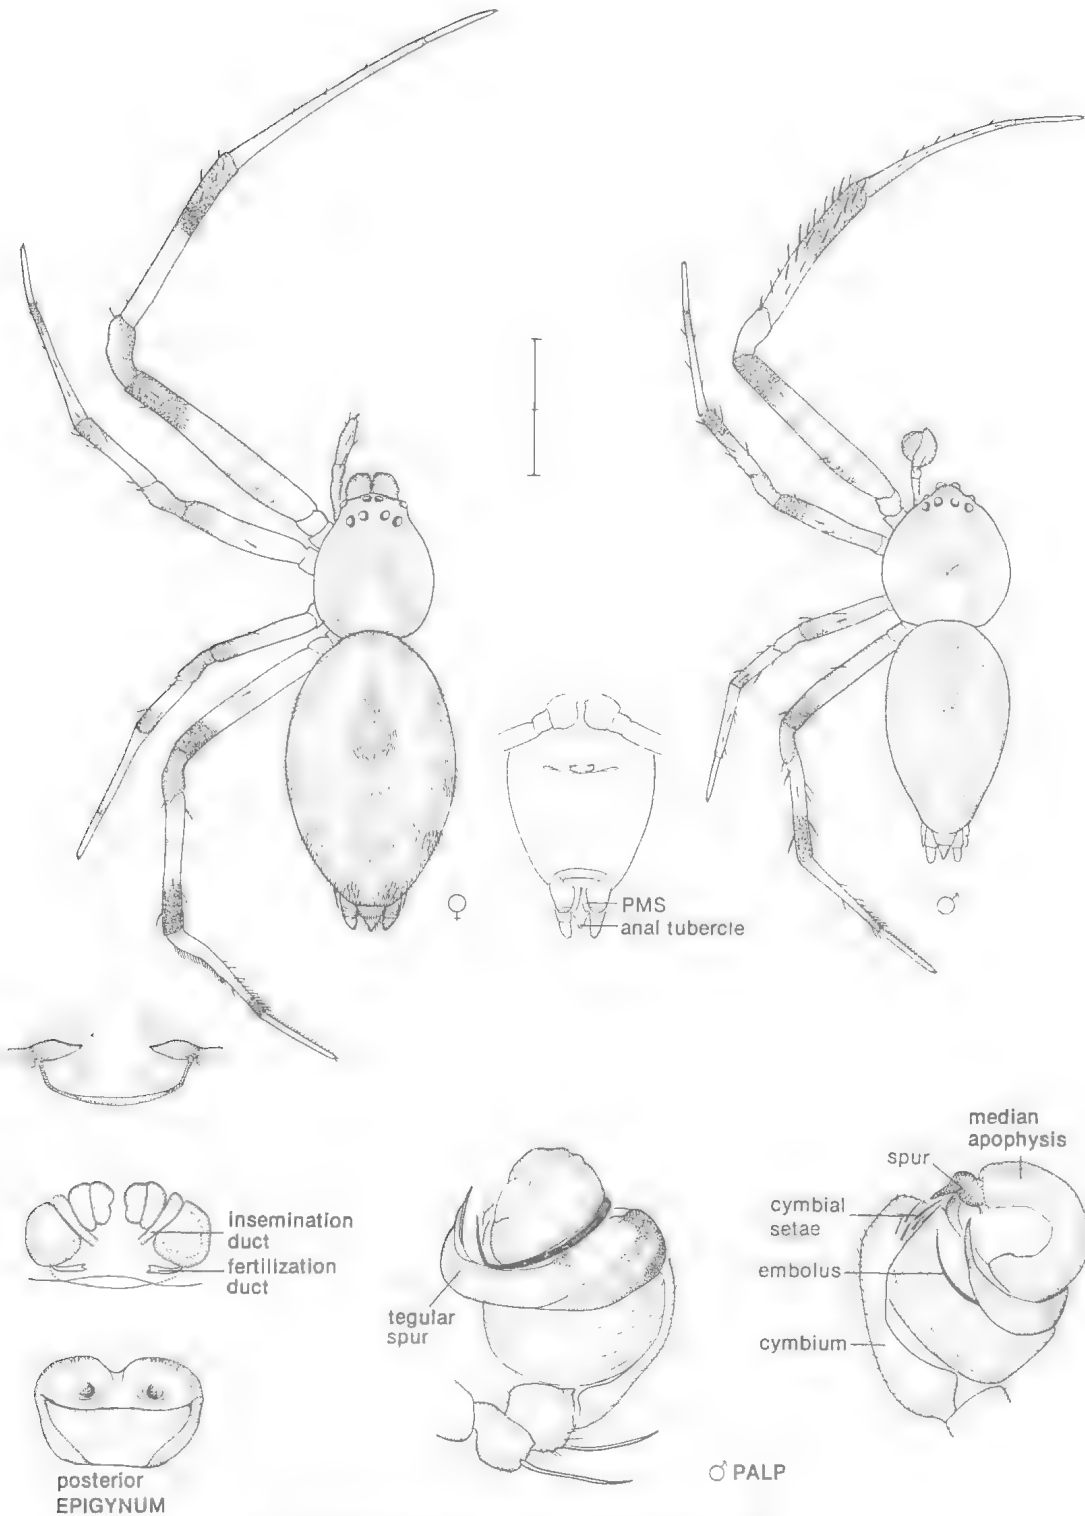 ♀
PMS
anal tubercle
♂
insemination
duct
fertilization
duct
posterior
EPIGYNUM
tegular
spur
♂ PALP
median
apophysis
spur
cymbial
setae
embolus
cymbium